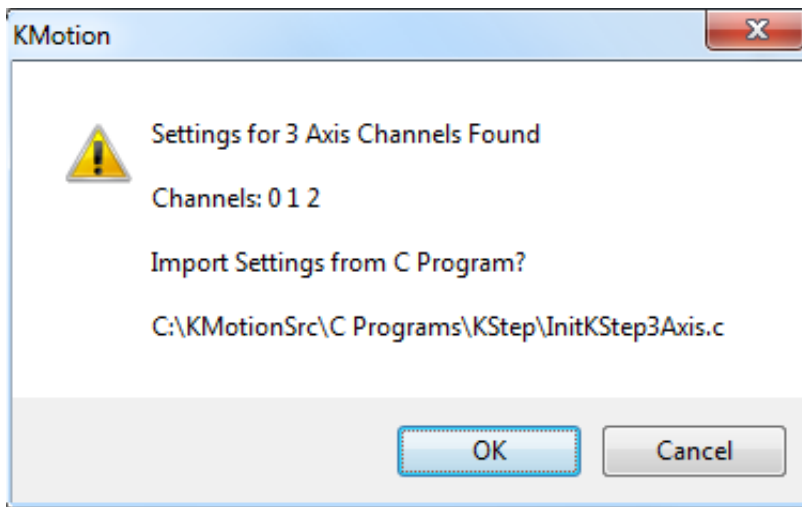 KMotion
Settings for 3 Axis Channels Found
Channels: 0 1 2
Import Settings from C Program?
C:\KMotionSrc\C Programs\KStep\InitKStep3Axis.c
OK
Cancel